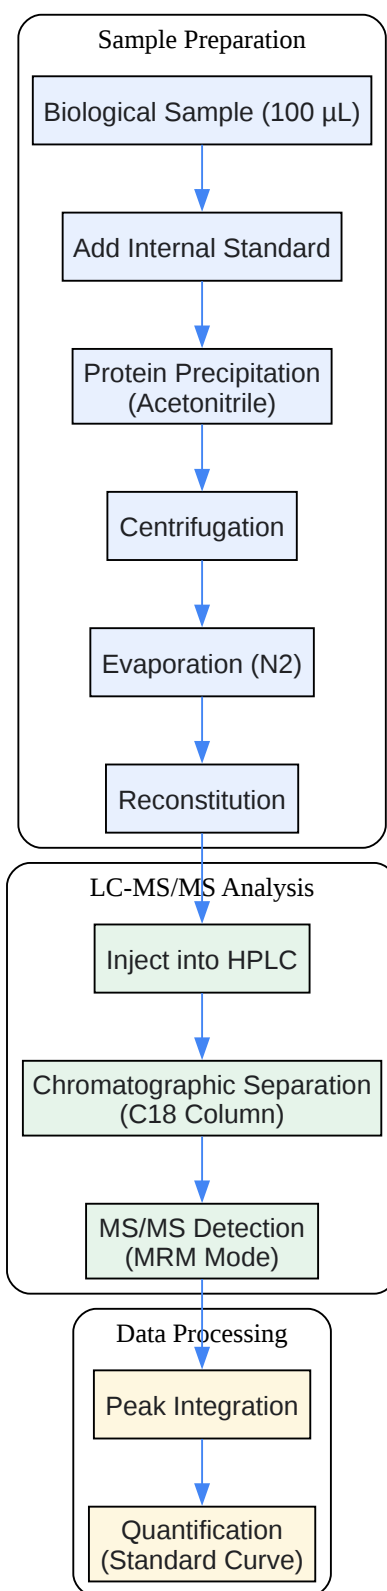 Sample Preparation
Biological Sample (100 µL)
Add Internal Standard
Protein Precipitation
(Acetonitrile)
Centrifugation
Evaporation (N2)
Reconstitution
LC-MS/MS Analysis
Inject into HPLC
Chromatographic Separation
(C18 Column)
MS/MS Detection
(MRM Mode)
Data Processing
Peak Integration
Quantification
(Standard Curve)